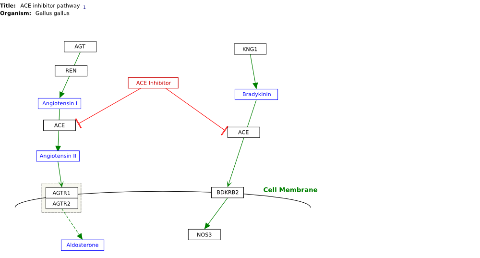 Title: ACE inhibitor pathway
Organism: Gallus gallus
AGT
KNG1
REN
ACE Inhibitor
Angiotensin I
Bradykinin
ACE
ACE
Angiotensin II
AGTR1
AGTR2
BDKRB2
Cell Membrane
NOS3
Aldosterone